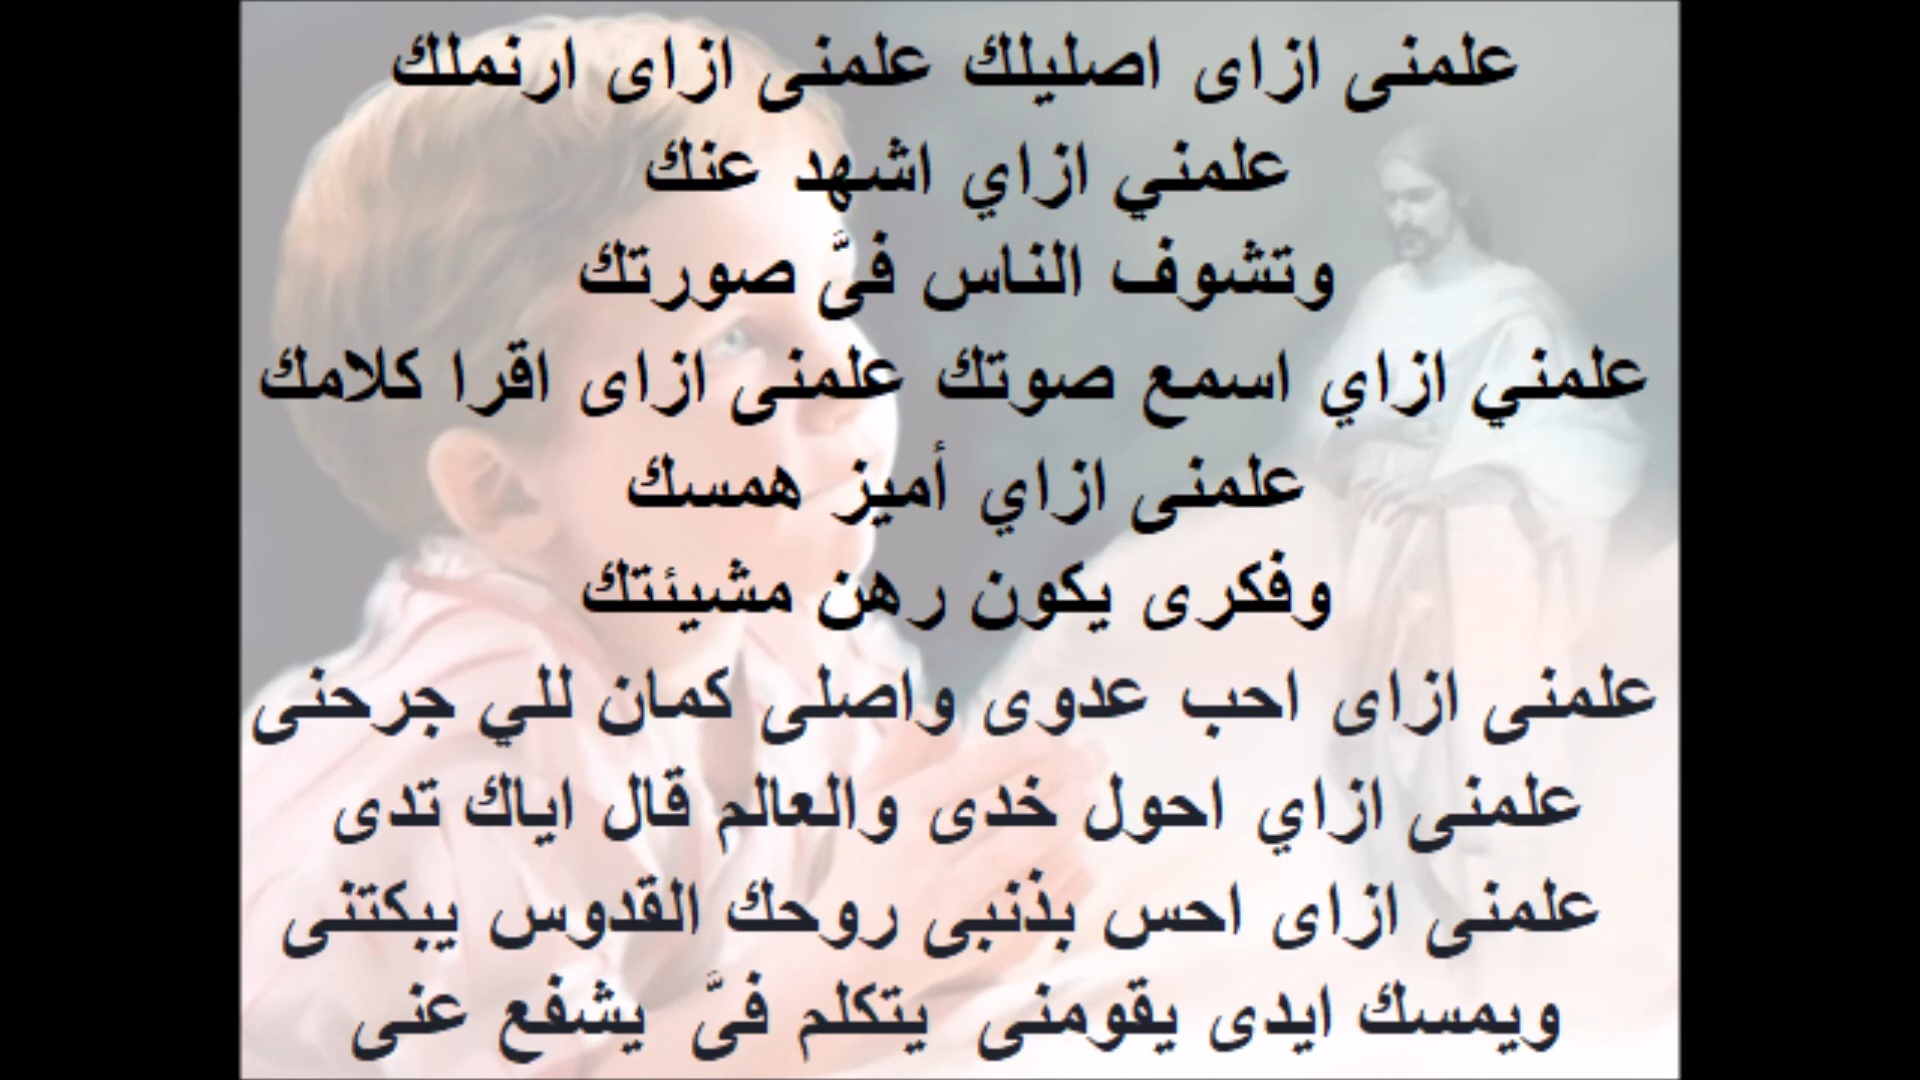 علمنى ازاى اصليلك علمنى ازاى ارنملك
علمني ازاي اشهد عنك
وتشوف الناس فىَّ صورتك
علمني ازاي اسمع صوتك علمنى ازاى اقرا كلامك
علمنى ازاي أميز همسك
وفكرى يكون رهن مشيئتك
علمنى ازاى احب عدوى واصلى كمان للي جرحنى
علمنى ازاي احول خدى والعالم قال اياك تدى
علمنى ازاى احس بذنبى روحك القدوس يبكتنى
ويمسك ايدى يقومنى يتكلم فىَّ يشفع عنى